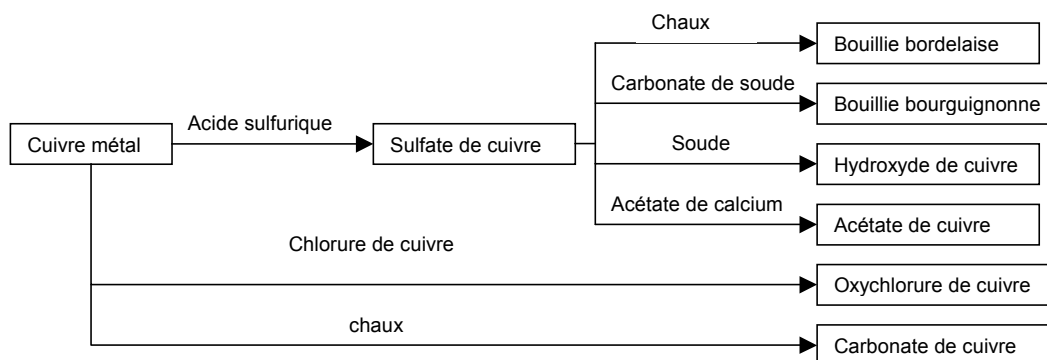 Chaux
Bouillie bordelaise
Carbonate de soude
Bouillie bourguignonne
Acide sulfurique
Cuivre métal
Sulfate de cuivre
Soude
Hydroxyde de cuivre
Acétate de calcium
Acétate de cuivre
Chlorure de cuivre
Oxychlorure de cuivre
chaux
Carbonate de cuivre